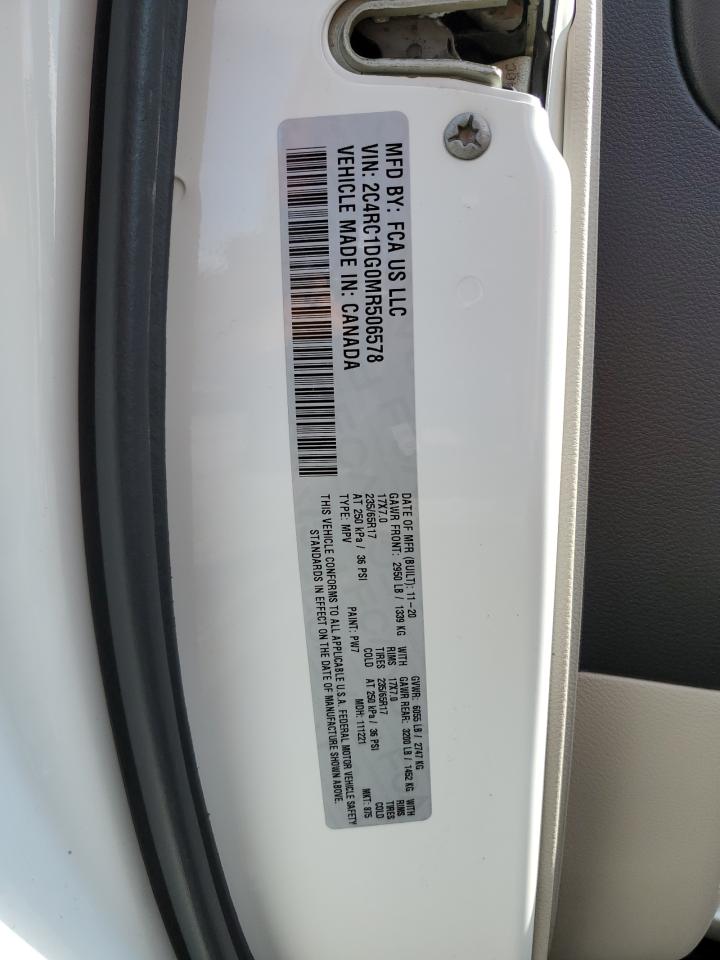 MFD BY: FCA US LLC
VIN: 2C4RC1DG0MR506578
VEHICLE MADE IN: CANADA
DATE OF MFR (BUILT): 11-20 GVWR: 6055 LB / 2747 KG
GAWR FRONT: 2950 LB / 1339 KG WITH GAWR REAR: 3200 LB / 1452 KG WITH
17X7.0 RIMS 17X7.0 RIMS
235/65R17 TIRES 235/65R17 TIRES
AT 250 kPa / 36 PSI COLD AT 250 kPa / 36 PSI COLD
TYPE: MPV PAINT: PW7 MDH: 111221 MKT: 875
THIS VEHICLE CONFORMS TO ALL APPLICABLE U.S.A. FEDERAL MOTOR VEHICLE SAFETY
STANDARDS IN EFFECT ON THE DATE OF MANUFACTURE SHOWN ABOVE.